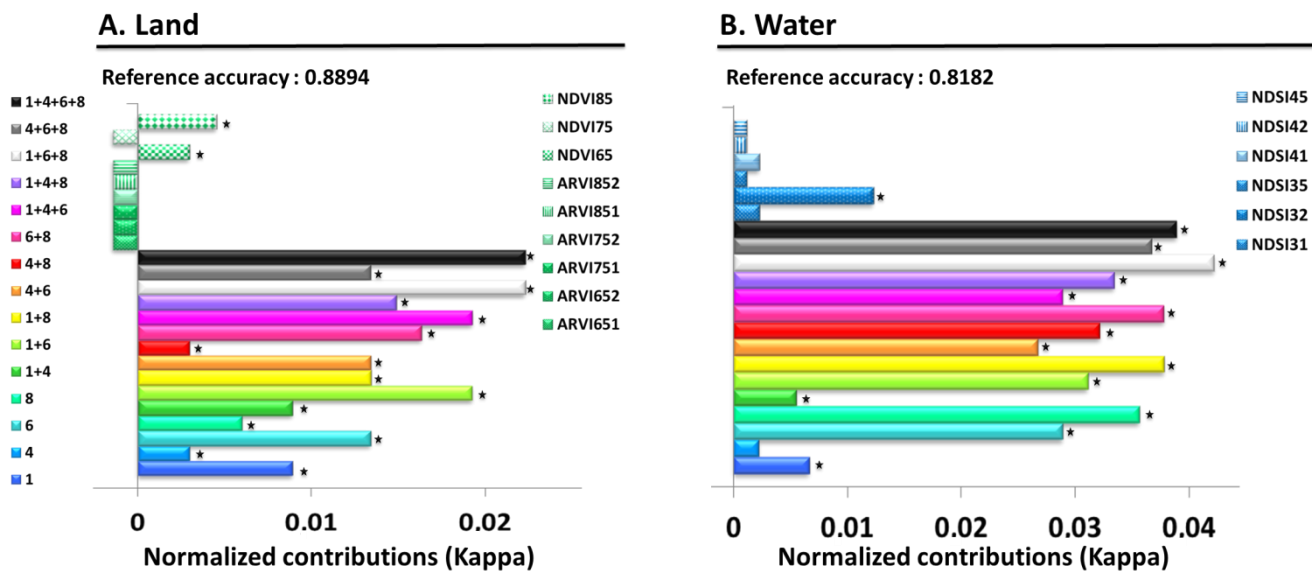 A. Land
Reference accuracy : 0.8894
1+4+6+8
4+6+8
1+6+8
1+4+8
1+4+6
6+8
4+8
4+6
1+8
1+6
1+4
8
6
4
1
NDVI85
NDVI75
NDVI65
ARVI852
ARVI851
ARVI752
ARVI751
ARVI652
ARVI651
0 0.01 0.02
Normalized contributions (Kappa)
B. Water
Reference accuracy : 0.8182
NDSI45
NDSI42
NDSI41
NDSI35
NDSI32
NDSI31
0 0.01 0.02 0.03 0.04
Normalized contributions (Kappa)